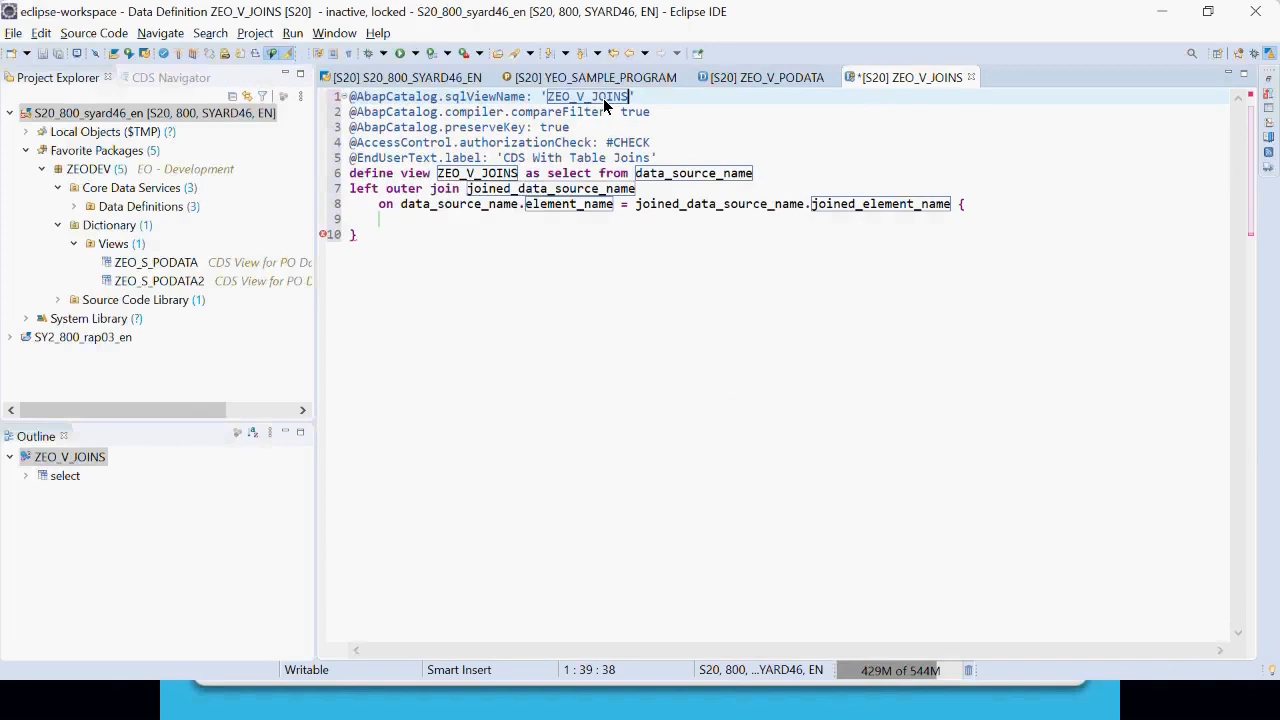 eclipse-workspace - Data Definition ZEO_V_JOINS [S20] - inactive, locked - S20_800_syard46_en [S20, 800, SYARD46, EN] - Eclipse IDE
File Edit Source Code Navigate Search Project Run Window Help
Project Explorer CDS Navigator
[S20] S20_800_SYARD46_EN [S20] YEO_SAMPLE_PROGRAM [S20] ZEO_V_PODATA *[S20] ZEO_V_JOINS
S20_800_syard46_en [S20, 800, SYARD46, EN]
Local Objects ($TMP) (?)
Favorite Packages (5)
ZEODEV (5) EO - Development
Core Data Services (3)
Data Definitions (3)
Dictionary (1)
Views (1)
ZEO_S_PODATA CDS View for PO Da
ZEO_S_PODATA2 CDS View for PO D
Source Code Library (1)
System Library (?)
SY2_800_rap03_en
Outline
ZEO_V_JOINS
select
1 @AbapCatalog.sqlViewName: 'ZEO_V_JOINS'
2 @AbapCatalog.compiler.compareFilter: true
3 @AbapCatalog.preserveKey: true
4 @AccessControl.authorizationCheck: #CHECK
5 @EndUserText.label: 'CDS With Table Joins'
6 define view ZEO_V_JOINS as select from data_source_name
7 left outer join joined_data_source_name
8 on data_source_name.element_name = joined_data_source_name.joined_element_name {
9
10 }
Writable Smart Insert 1 : 39 : 38 S20, 800, ...YARD46, EN 429M of 544M